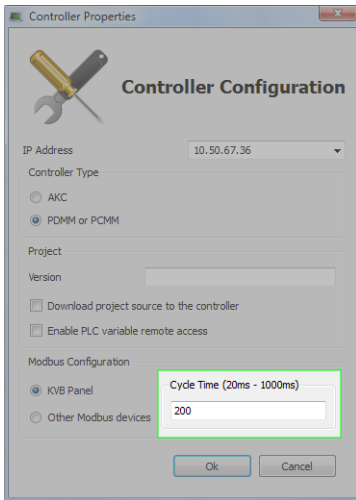 Controller Properties
Controller Configuration
IP Address 10.50.67.36
Controller Type
AKC
PDMM or PCMM
Project
Version
Download project source to the controller
Enable PLC variable remote access
Modbus Configuration
KVB Panel
Other Modbus devices
Cycle Time (20ms - 1000ms)
200
Ok Cancel